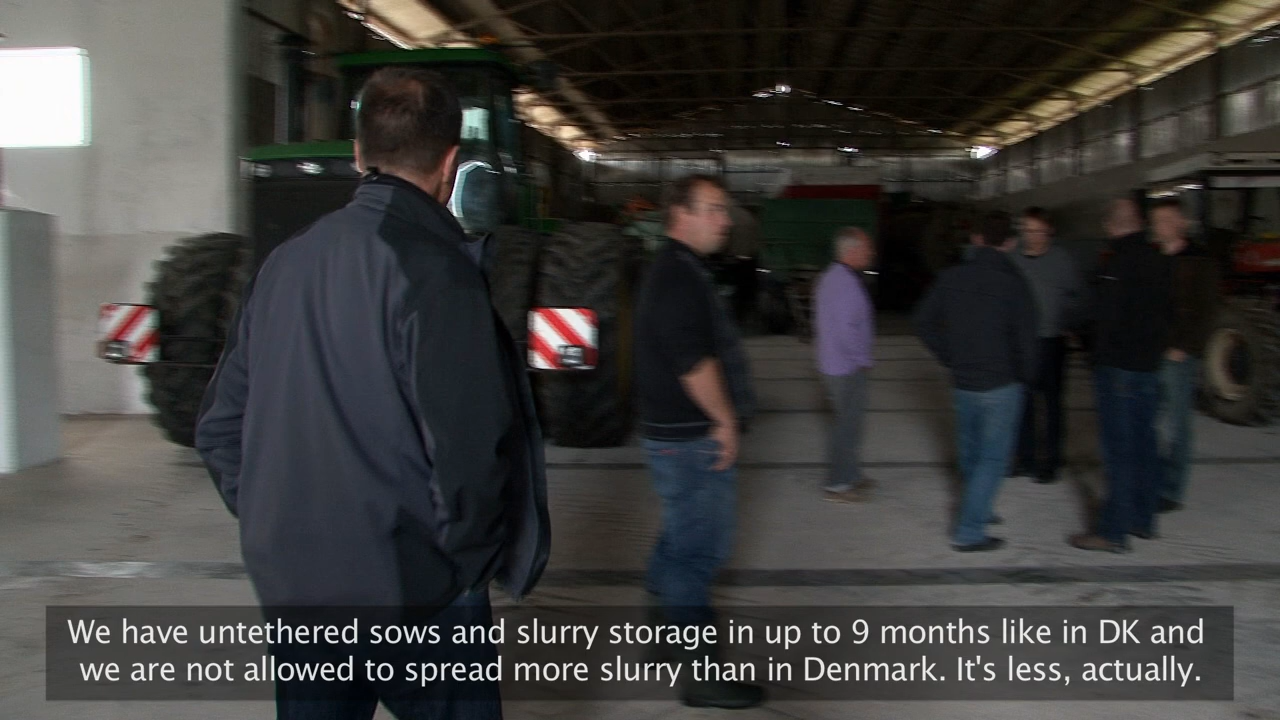 We have untethered sows and slurry storage in up to 9 months like in DK and
we are not allowed to spread more slurry than in Denmark. It's less, actually.